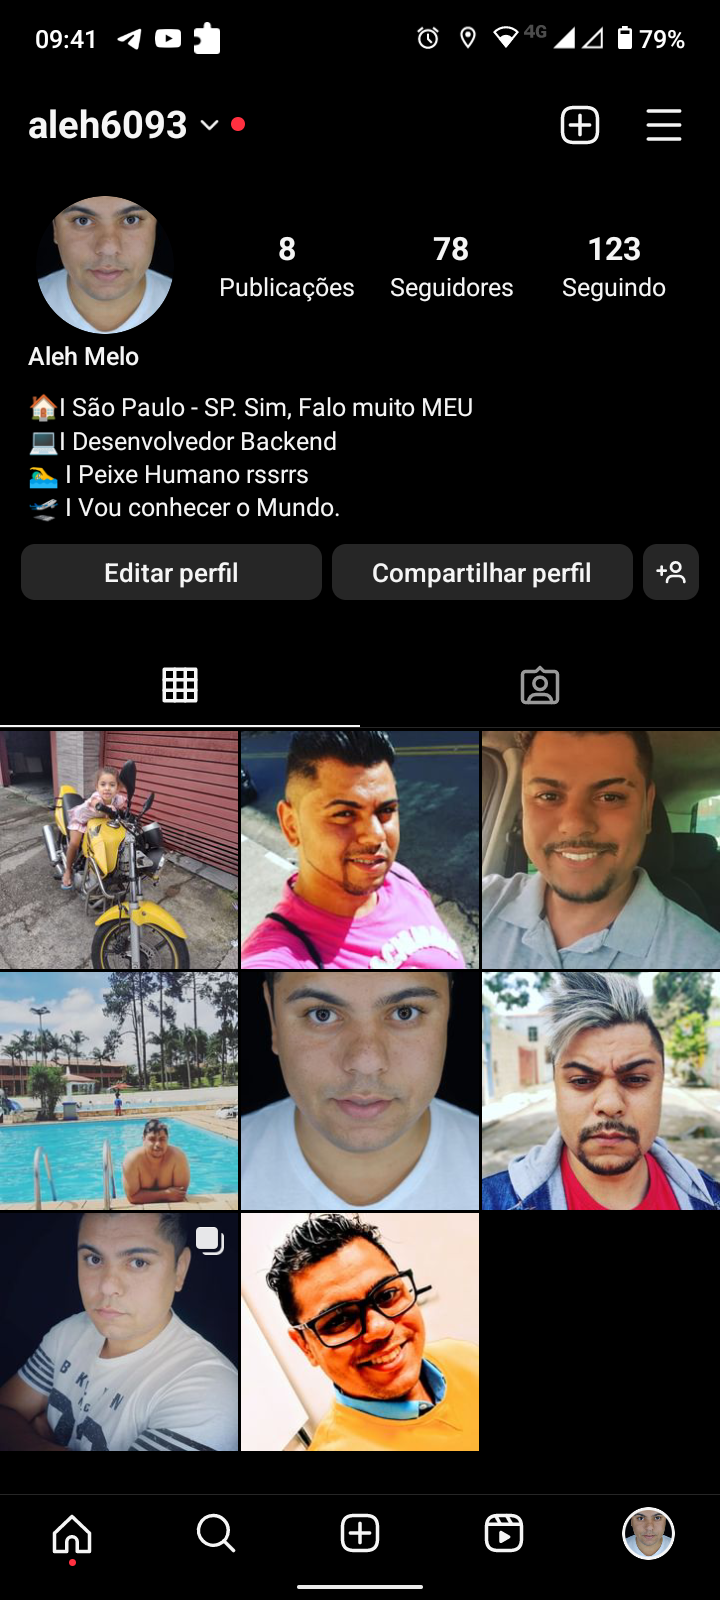 09:41 4G 79%
aleh6093
8 78 123
Publicações Seguidores Seguindo
Aleh Melo
🏠I São Paulo - SP. Sim, Falo muito MEU
💻I Desenvolvedor Backend
🏊 I Peixe Humano rssrrs
🛫 I Vou conhecer o Mundo.
Editar perfil Compartilhar perfil